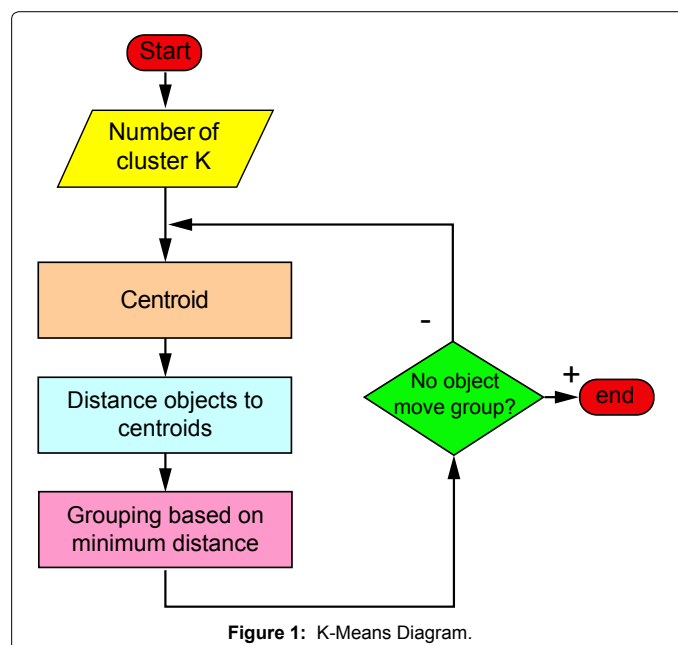 Start
Number of
cluster K
Centroid
Distance objects to
centroids
Grouping based on
minimum distance
-
No object
move group?
+
end
Figure 1: K-Means Diagram.